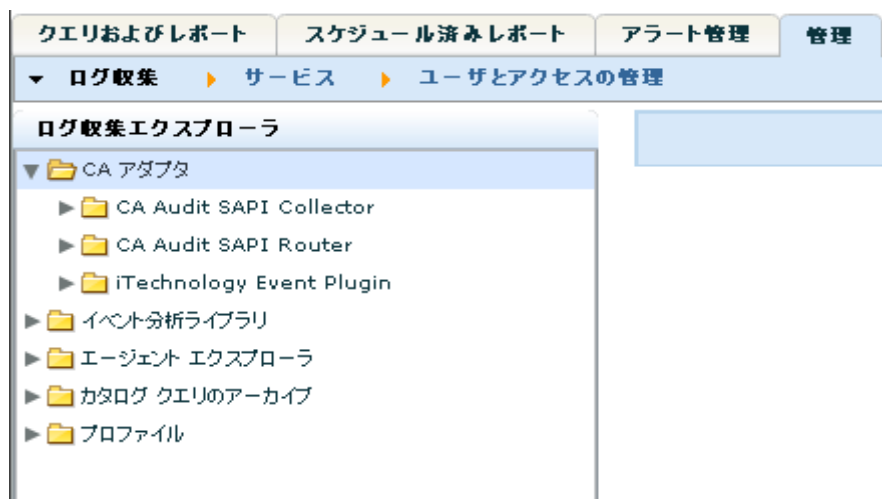 クエリおよびレポート スケジュール済みレポート アラート管理 管理
ログ収集 サービス ユーザとアクセスの管理
ログ収集エクスプローラ
CA アダプタ
CA Audit SAPI Collector
CA Audit SAPI Router
iTechnology Event Plugin
イベント分析ライブラリ
エージェント エクスプローラ
カタログ クエリのアーカイブ
プロファイル